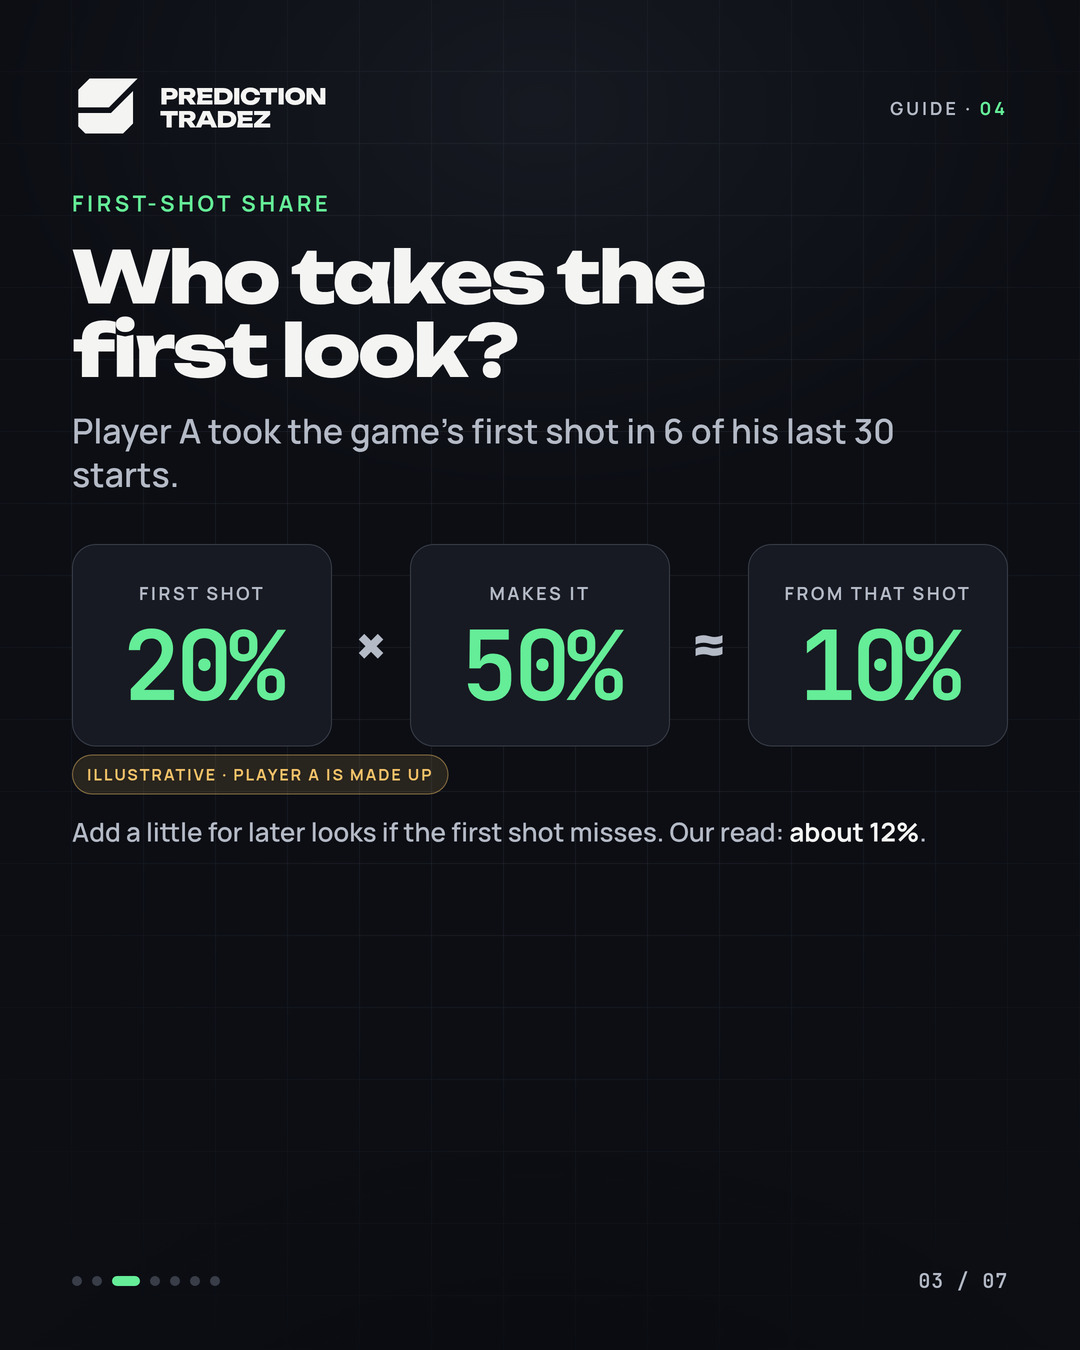 PREDICTION
TRADEZ
GUIDE · 04
FIRST-SHOT SHARE
Who takes the
first look?
Player A took the game's first shot in 6 of his last 30
starts.
FIRST SHOT
20%
×
MAKES IT
50%
≈
FROM THAT SHOT
10%
ILLUSTRATIVE · PLAYER A IS MADE UP
Add a little for later looks if the first shot misses. Our read: about 12%.
03 / 07